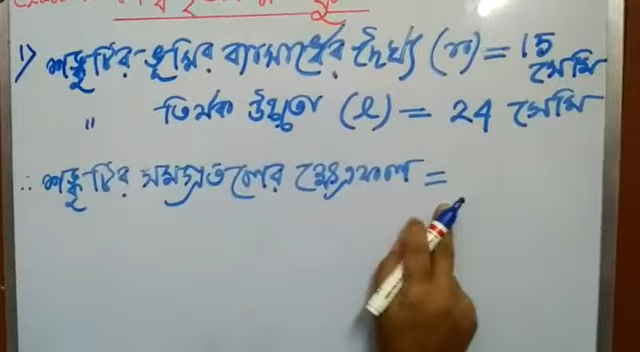 1) শঙ্কুটির ভূমির ব্যাসার্ধের দৈর্ঘ্য (r) = 15 সেমি
" তির্যক উচ্চতা (l) = 24 সেমি
∴ শঙ্কুটির সমগ্রতলের ক্ষেত্রফল =